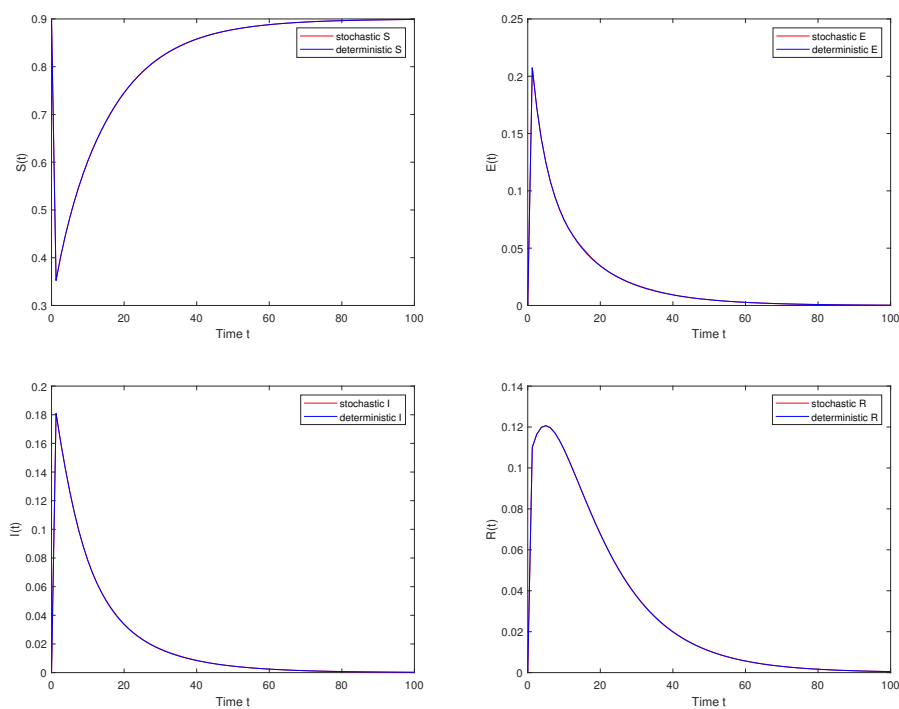 0.9
0.8
0.7
0.6
0.5
0.4
0.3
S(t)
stochastic S
deterministic S
0 20 40 60 80 100
Time t
0.25
0.2
0.15
0.1
0.05
0
E(t)
stochastic E
deterministic E
0 20 40 60 80 100
Time t
0.2
0.18
0.16
0.14
0.12
0.1
0.08
0.06
0.04
0.02
0
I(t)
stochastic I
deterministic I
0 20 40 60 80 100
Time t
0.14
0.12
0.1
0.08
0.06
0.04
0.02
0
R(t)
stochastic R
deterministic R
0 20 40 60 80 100
Time t